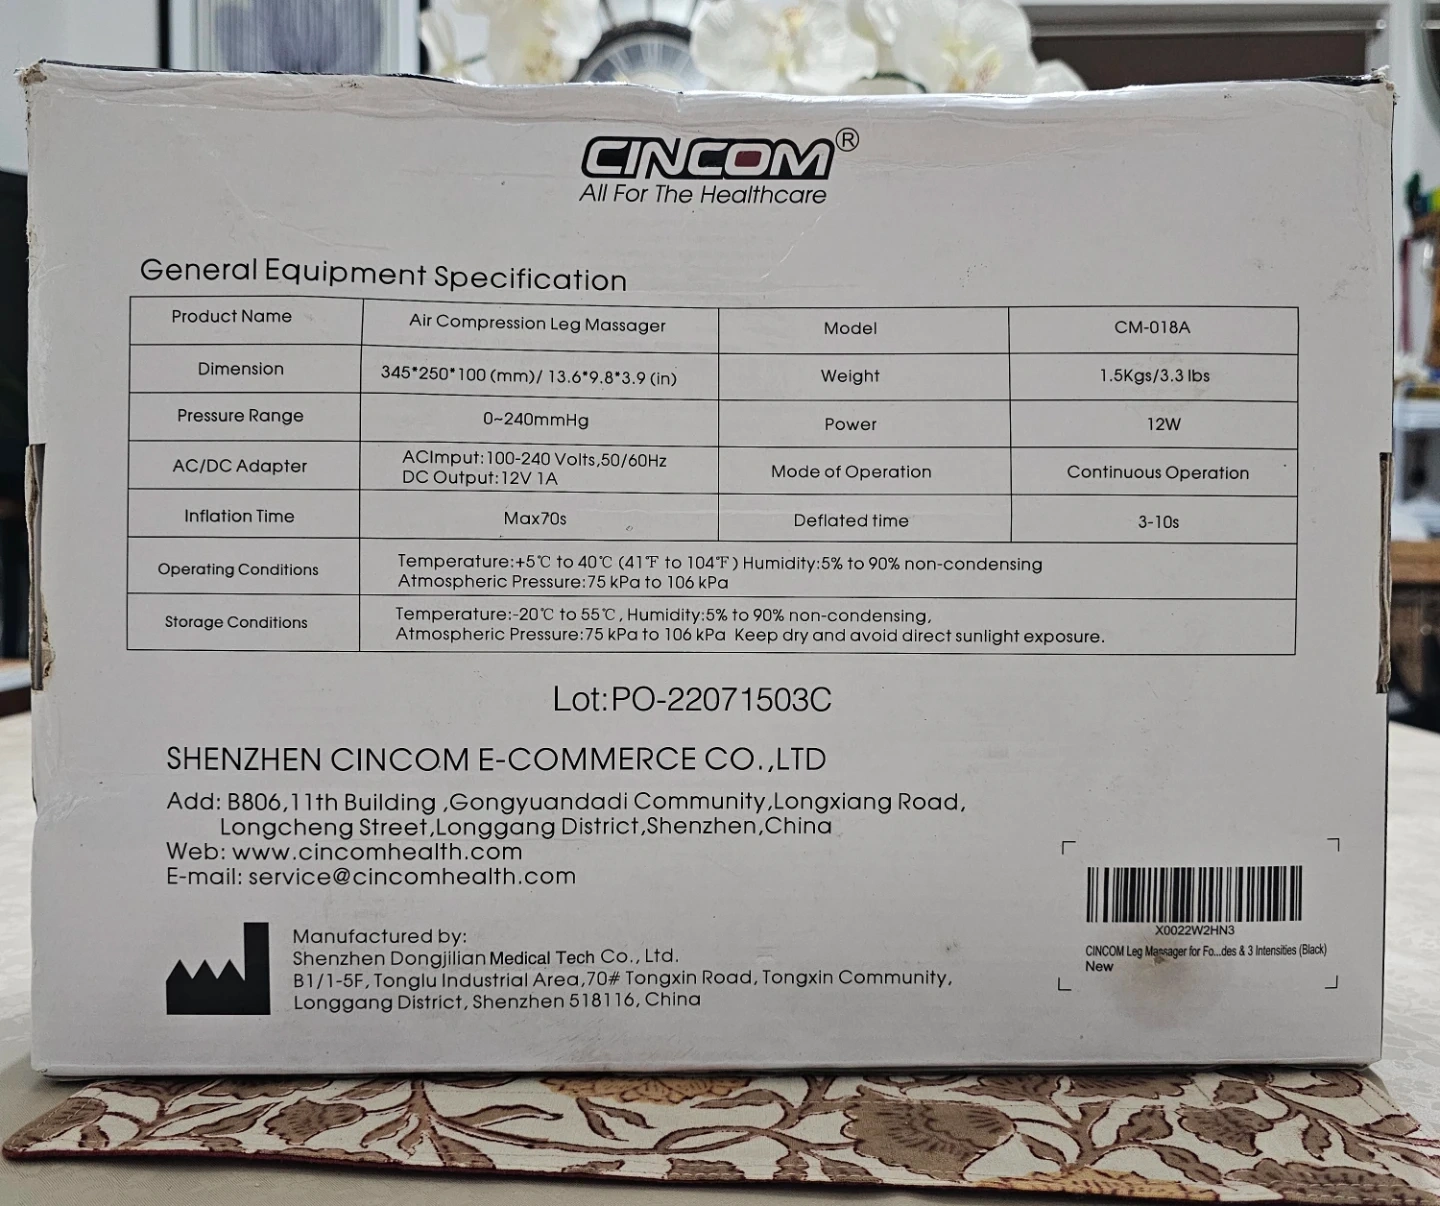 CINCOM®
All For The Healthcare
General Equipment Specification
Product Name Air Compression Leg Massager Model CM-018A
Dimension 345*250*100 (mm)/ 13.6*9.8*3.9 (in) Weight 1.5Kgs/3.3 lbs
Pressure Range 0~240mmHg Power 12W
AC/DC Adapter ACImput:100-240 Volts,50/60Hz
DC Output:12V 1A Mode of Operation Continuous Operation
Inflation Time Max70s Deflated time 3-10s
Operating Conditions Temperature:+5℃ to 40℃ (41℉ to 104℉) Humidity:5% to 90% non-condensing
Atmospheric Pressure:75 kPa to 106 kPa
Storage Conditions Temperature:-20℃ to 55℃, Humidity:5% to 90% non-condensing,
Atmospheric Pressure:75 kPa to 106 kPa Keep dry and avoid direct sunlight exposure.
Lot:PO-22071503C
SHENZHEN CINCOM E-COMMERCE CO.,LTD
Add: B806,11th Building ,Gongyuandadi Community,Longxiang Road,
Longcheng Street,Longgang District,Shenzhen,China
Web: www.cincomhealth.com
E-mail: service@cincomhealth.com
Manufactured by:
Shenzhen Dongjilian Medical Tech Co., Ltd.
B1/1-5F, Tonglu Industrial Area,70# Tongxin Road, Tongxin Community,
Longgang District, Shenzhen 518116, China
X0022W2HN3
CINCOM Leg Massager for Fo...des & 3 Intensities (Black)
New